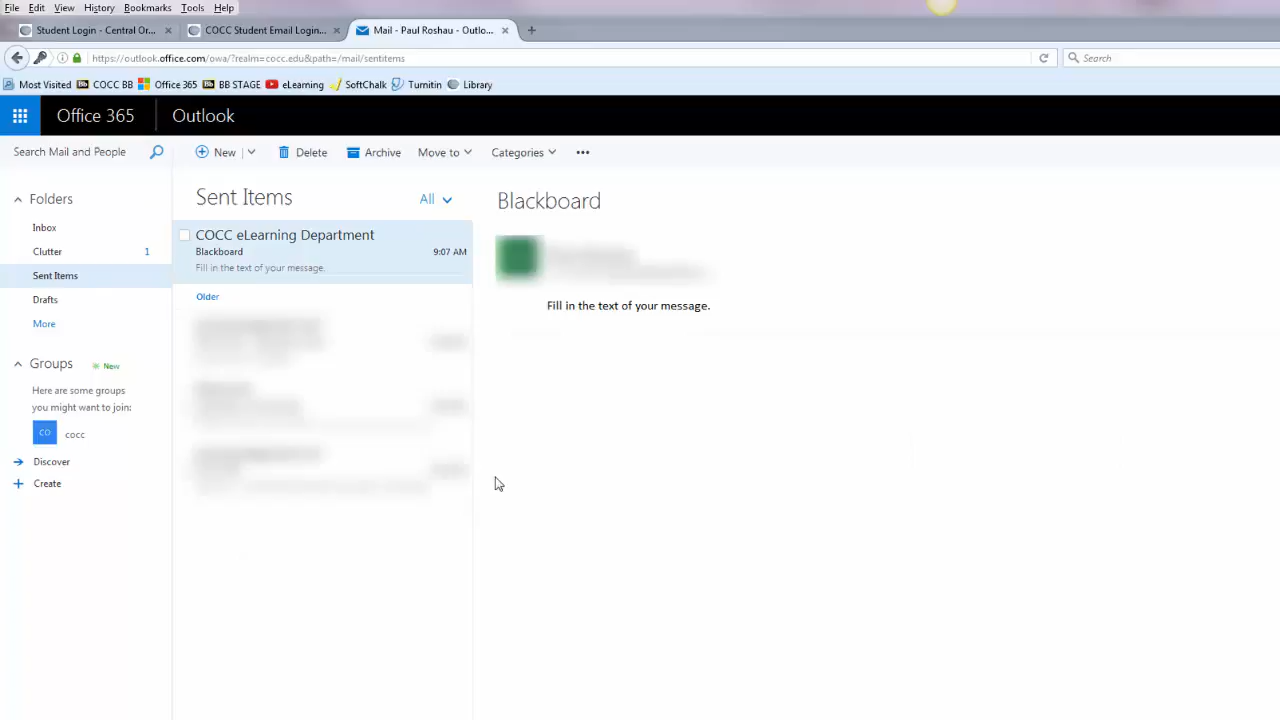 File Edit View History Bookmarks Tools Help
Student Login - Central Or... × COCC Student Email Login... × Mail - Paul Roshau - Outlo... × +
https://outlook.office.com/owa/?realm=cocc.edu&path=/mail/sentitems Search
Most Visited COCC BB Office 365 BB STAGE eLearning SoftChalk Turnitin Library
Office 365 Outlook
Search Mail and People New Delete Archive Move to Categories •••
Folders
Inbox
Clutter 1
Sent Items
Drafts
More
Groups New
Here are some groups
you might want to join:
CO cocc
Discover
Create
Sent Items All
COCC eLearning Department
Blackboard 9:07 AM
Fill in the text of your message.
Older
Blackboard
Fill in the text of your message.